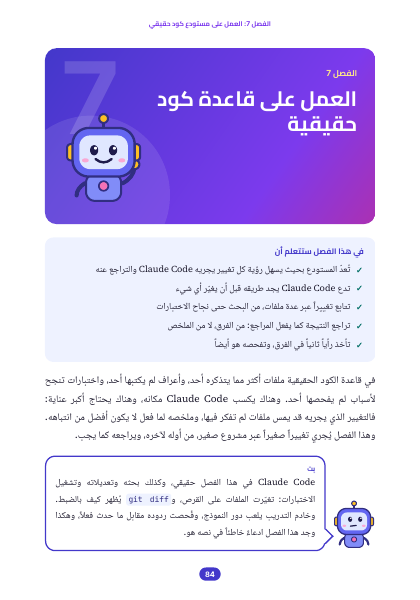 الفصل 7: العمل على مستودع كود حقيقي
الفصل 7
العمل على قاعدة كود
حقيقية
7
في هذا الفصل ستتعلم أن
✓ تُعدّ المستودع بحيث يسهل رؤية كل تغيير يجريه Claude Code والتراجع عنه
✓ تدع Claude Code يجد طريقه قبل أن يغيّر أي شيء
✓ تتابع تغييراً عبر عدة ملفات، من البحث حتى نجاح الاختبارات
✓ تراجع النتيجة كما يفعل المراجع: من الفرق، لا من الملخص
✓ تأخذ رأياً ثانياً في الفرق، وتفحصه هو أيضاً
في قاعدة الكود الحقيقية ملفات أكثر مما يتذكره أحد، وأعراف لم يكتبها أحد، واختبارات تنجح
لأسباب لم يفحصها أحد. وهناك يكسب Claude Code مكانه، وهناك يحتاج أكبر عناية:
فالتغيير الذي يجريه قد يمس ملفات لم تفكر فيها، وملخصه لما فعل لا يكون أفضل من انتباهه.
وهذا الفصل يُجري تغييراً صغيراً عبر مشروع صغير، من أوله لآخره، ويراجعه كما يجب.
بت
Claude Code في هذا الفصل حقيقي، وكذلك بحثه وتعديلاته وتشغيل
الاختبارات: تغيّرت الملفات على القرص، و git diff يُظهر كيف بالضبط.
وخادم التدريب يلعب دور النموذج، وفُحصت ردوده مقابل ما حدث فعلاً، وهكذا
وجد هذا الفصل ادعاءً خاطئاً في نصه هو.
84